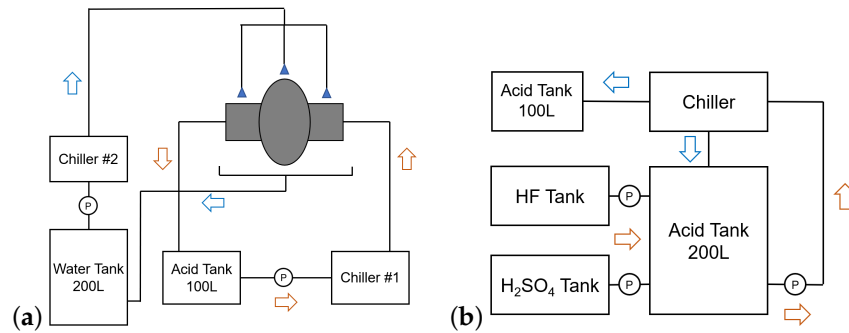 Chiller #2
P
Water Tank
200L
Acid Tank
100L
P
Chiller #1
(a)
Acid Tank
100L
Chiller
HF Tank
P
Acid Tank
200L
H₂SO₄ Tank
P
P
(b)